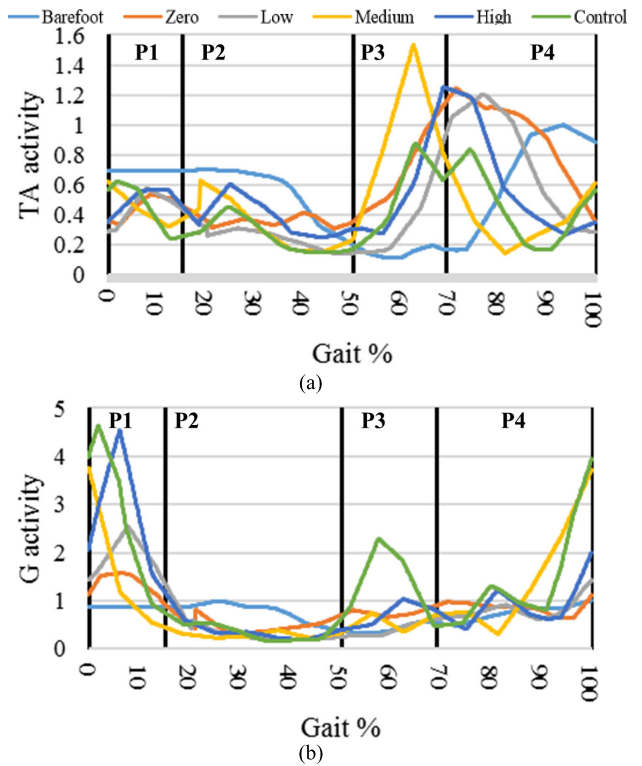 Barefoot Zero Low Medium High Control
P1 P2 P3 P4
1.6
1.4
1.2
1
0.8
0.6
0.4
0.2
0
TA activity
0 10 20 30 40 50 60 70 80 90 100
Gait %
(a)
P1 P2 P3 P4
5
4
3
2
1
0
G activity
0 10 20 30 40 50 60 70 80 90 100
Gait %
(b)